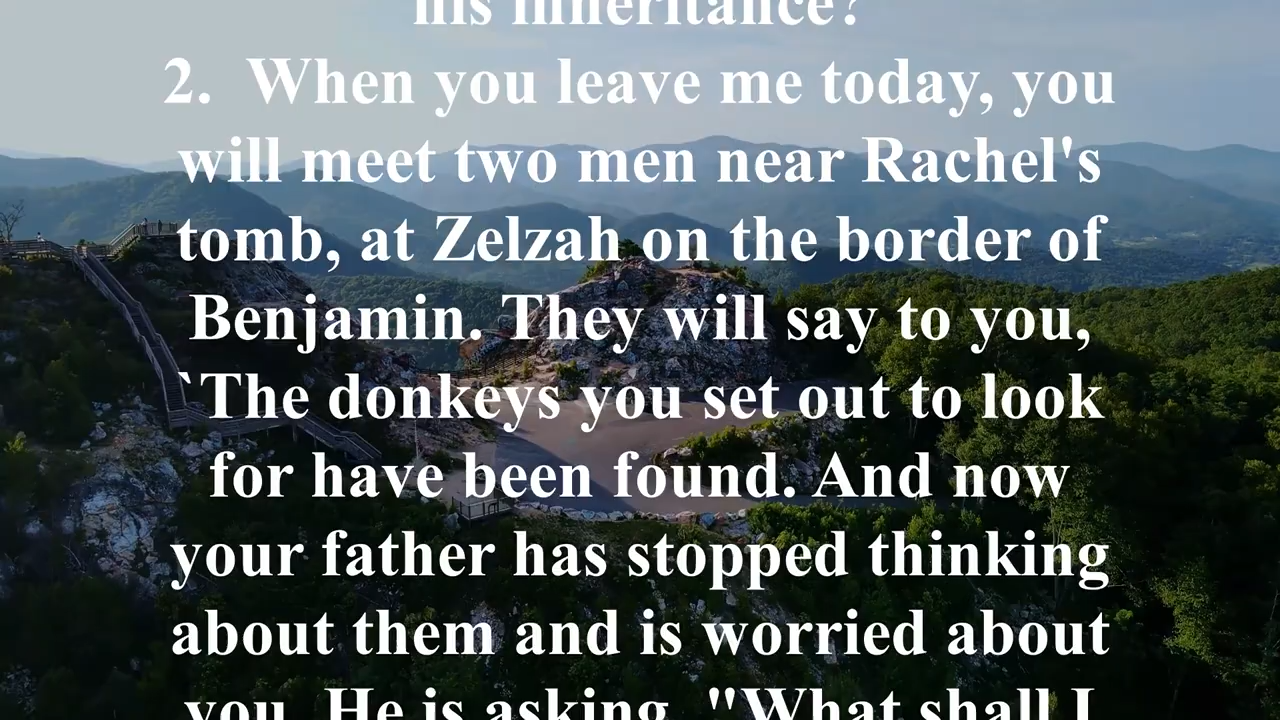 his inheritance?
2. When you leave me today, you
will meet two men near Rachel's
tomb, at Zelzah on the border of
Benjamin. They will say to you,
`The donkeys you set out to look
for have been found. And now
your father has stopped thinking
about them and is worried about
you. He is asking, "What shall I